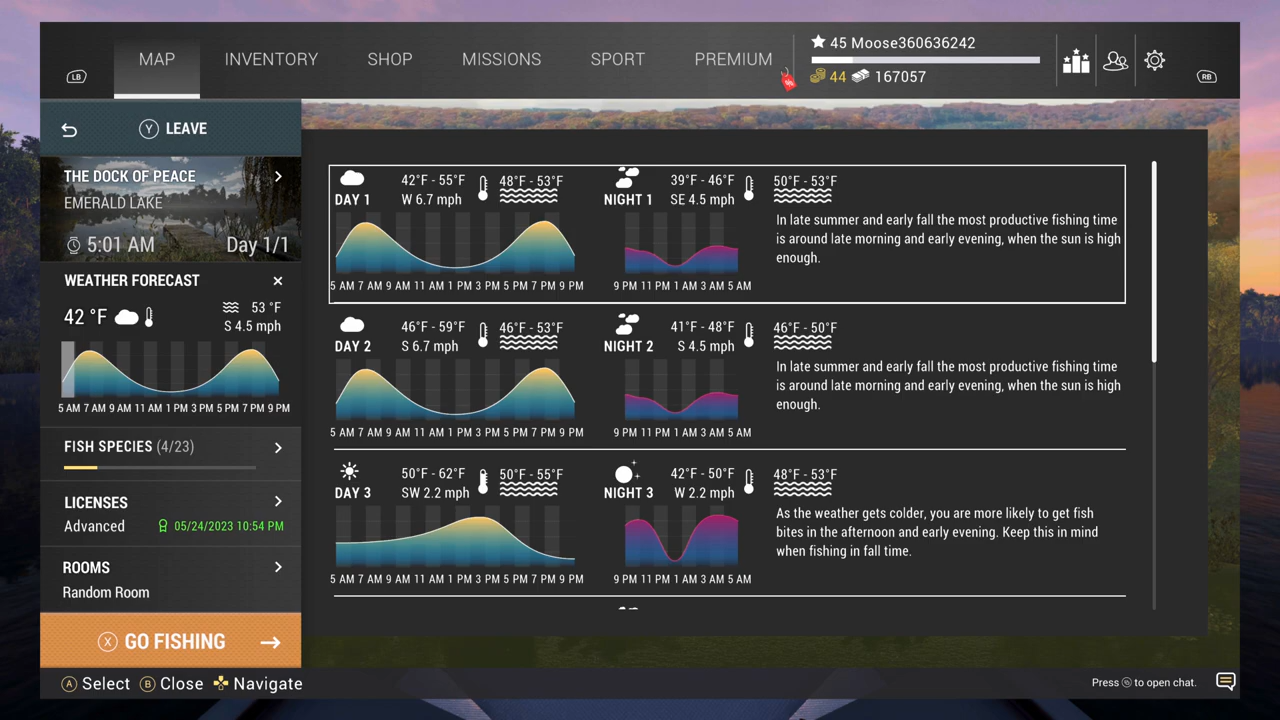 LB
MAP
INVENTORY
SHOP
MISSIONS
SPORT
PREMIUM
45 Moose360636242
44 167057
RB
Y LEAVE
THE DOCK OF PEACE
EMERALD LAKE
5:01 AM Day 1/1
WEATHER FORECAST
42 °F
53 °F
S 4.5 mph
5 AM 7 AM 9 AM 11 AM 1 PM 3 PM 5 PM 7 PM 9 PM
FISH SPECIES (4/23)
LICENSES
Advanced 05/24/2023 10:54 PM
ROOMS
Random Room
X GO FISHING
DAY 1
42°F - 55°F
W 6.7 mph
48°F - 53°F
5 AM 7 AM 9 AM 11 AM 1 PM 3 PM 5 PM 7 PM 9 PM
NIGHT 1
39°F - 46°F
SE 4.5 mph
50°F - 53°F
9 PM 11 PM 1 AM 3 AM 5 AM
In late summer and early fall the most productive fishing time
is around late morning and early evening, when the sun is high
enough.
DAY 2
46°F - 59°F
S 6.7 mph
46°F - 53°F
5 AM 7 AM 9 AM 11 AM 1 PM 3 PM 5 PM 7 PM 9 PM
NIGHT 2
41°F - 48°F
S 4.5 mph
46°F - 50°F
9 PM 11 PM 1 AM 3 AM 5 AM
In late summer and early fall the most productive fishing time
is around late morning and early evening, when the sun is high
enough.
DAY 3
50°F - 62°F
SW 2.2 mph
50°F - 55°F
5 AM 7 AM 9 AM 11 AM 1 PM 3 PM 5 PM 7 PM 9 PM
NIGHT 3
42°F - 50°F
W 2.2 mph
48°F - 53°F
9 PM 11 PM 1 AM 3 AM 5 AM
As the weather gets colder, you are more likely to get fish
bites in the afternoon and early evening. Keep this in mind
when fishing in fall time.
A Select B Close Navigate
Press to open chat.